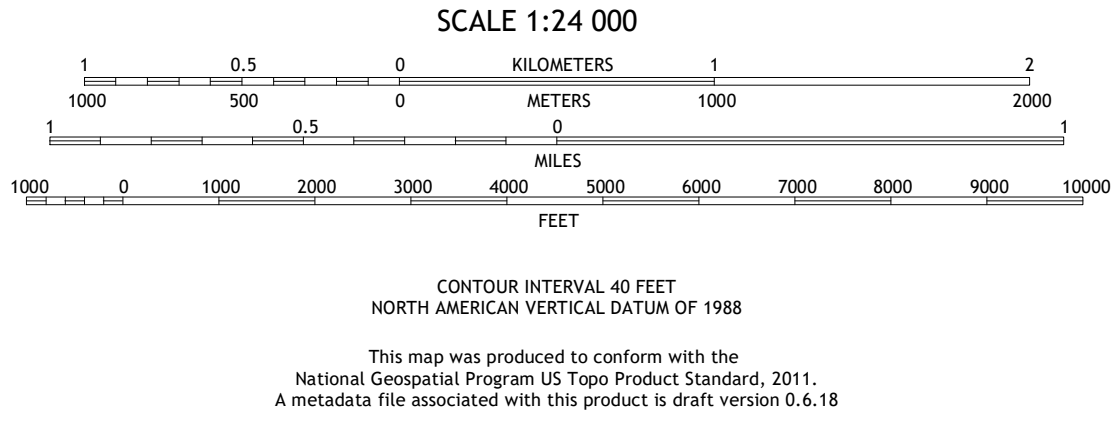 SCALE 1:24 000
1 0.5 0 KILOMETERS 1 2
1000 500 0 METERS 1000 2000
1 0.5 0 1
MILES
1000 0 1000 2000 3000 4000 5000 6000 7000 8000 9000 10000
FEET
CONTOUR INTERVAL 40 FEET
NORTH AMERICAN VERTICAL DATUM OF 1988
This map was produced to conform with the
National Geospatial Program US Topo Product Standard, 2011.
A metadata file associated with this product is draft version 0.6.18